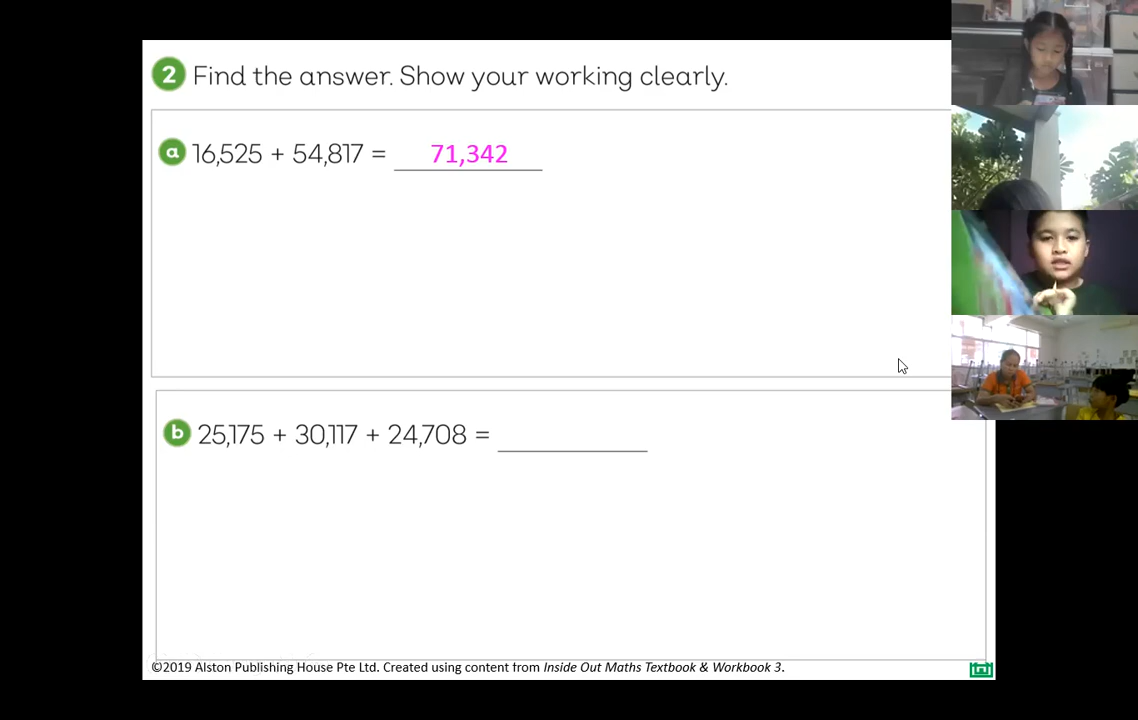 2 Find the answer. Show your working clearly.
a 16,525 + 54,817 = 71,342
b 25,175 + 30,117 + 24,708 =
©2019 Alston Publishing House Pte Ltd. Created using content from Inside Out Maths Textbook & Workbook 3.